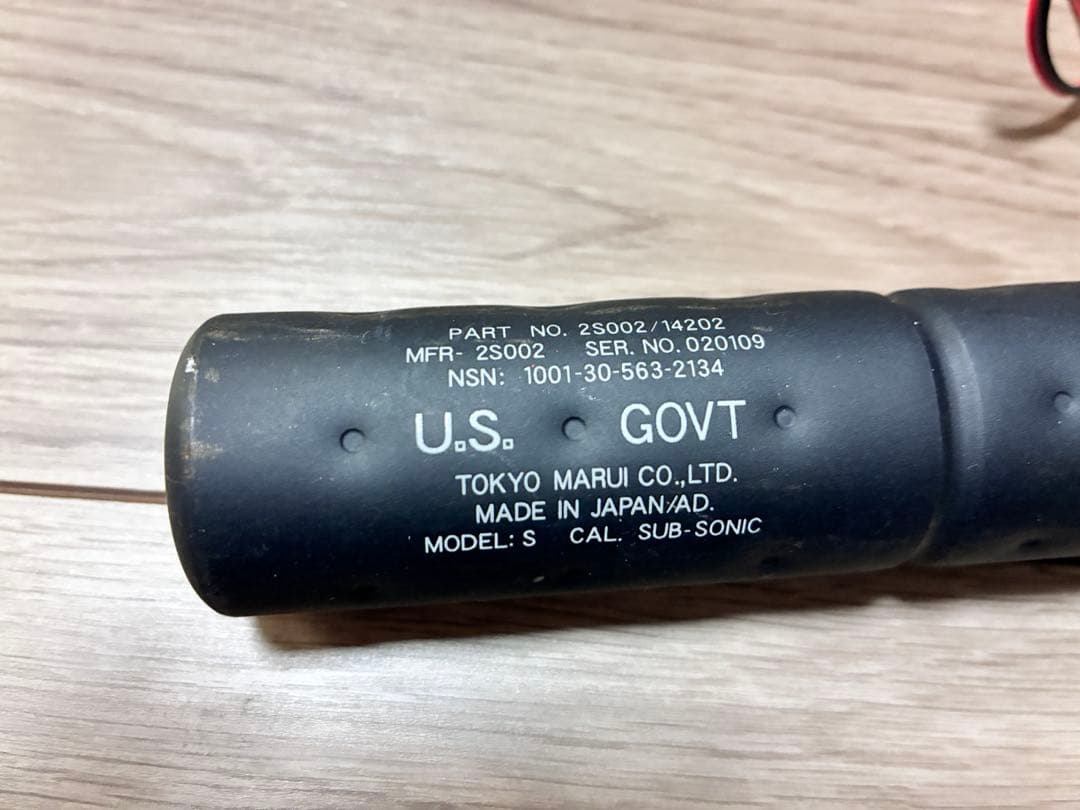 PART NO. 2S002/14202
MFR- 2S002 SER. NO. 020109
NSN: 1001-30-563-2134
U.S. GOVT
TOKYO MARUI CO.,LTD.
MADE IN JAPAN/AD.
MODEL: S CAL. SUB-SONIC